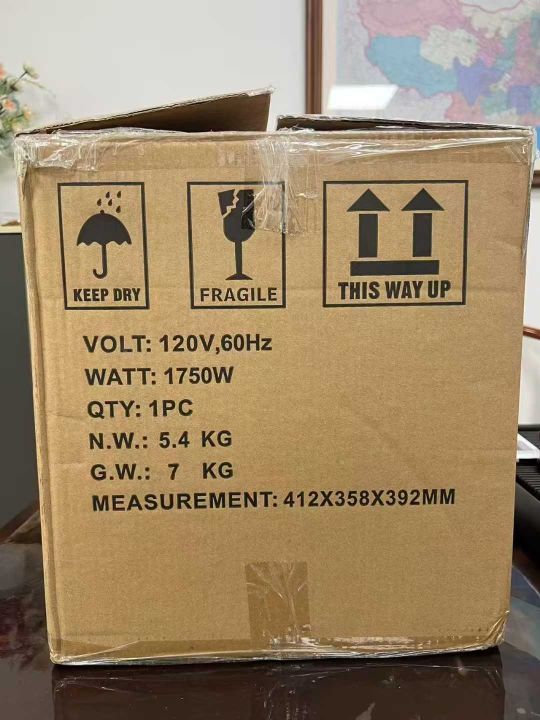 KEEP DRY
FRAGILE
THIS WAY UP
VOLT: 120V,60Hz
WATT: 1750W
QTY: 1PC
N.W.: 5.4 KG
G.W.: 7 KG
MEASUREMENT: 412X358X392MM